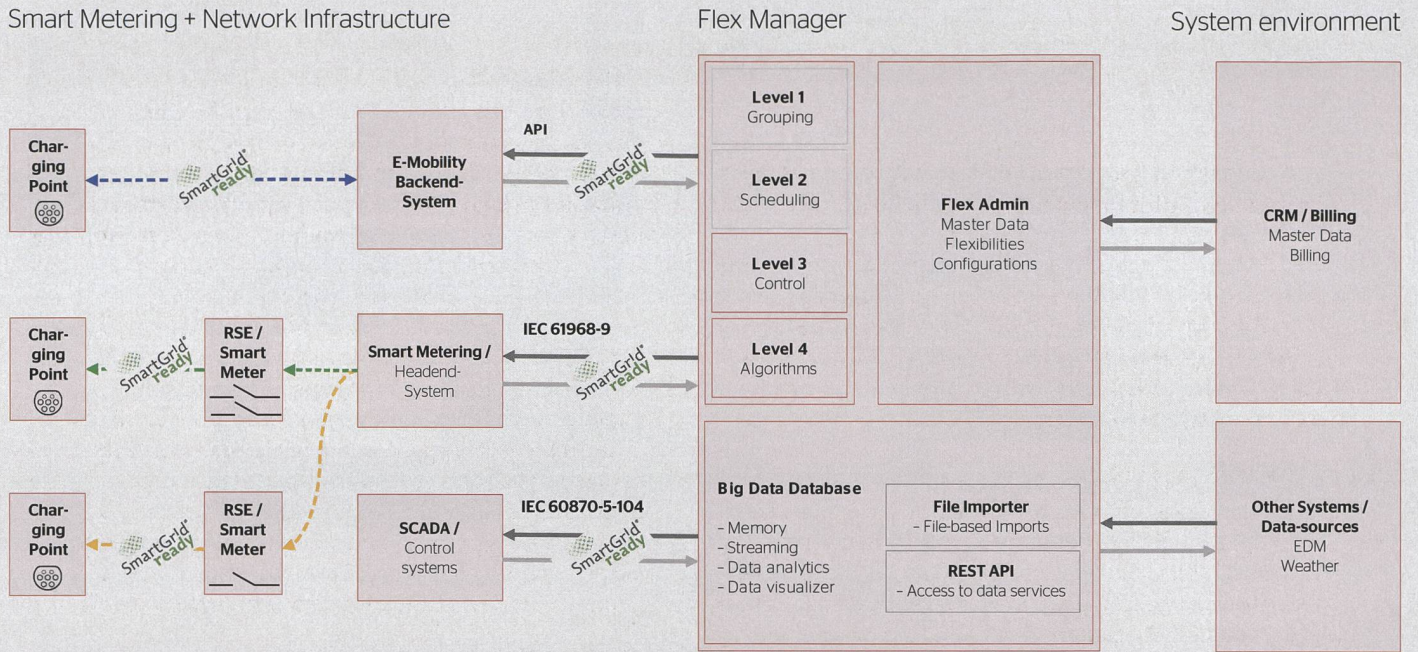 Smart Metering + Network Infrastructure
Flex Manager
System environment
Char-
ging
Point
SmartGrid®
ready
E-Mobility
Backend-
System
API
SmartGrid®
ready
Level 1
Grouping
Level 2
Scheduling
Level 3
Control
Level 4
Algorithms
Flex Admin
Master Data
Flexibilities
Configurations
CRM / Billing
Master Data
Billing
Char-
ging
Point
SmartGrid®
ready
RSE /
Smart
Meter
Smart Metering /
Headend-
System
IEC 61968-9
SmartGrid®
ready
Char-
ging
Point
SmartGrid®
ready
RSE /
Smart
Meter
SCADA /
Control
systems
IEC 60870-5-104
SmartGrid®
ready
Big Data Database
– Memory
– Streaming
– Data analytics
– Data visualizer
File Importer
– File-based Imports
REST API
– Access to data services
Other Systems /
Data-sources
EDM
Weather